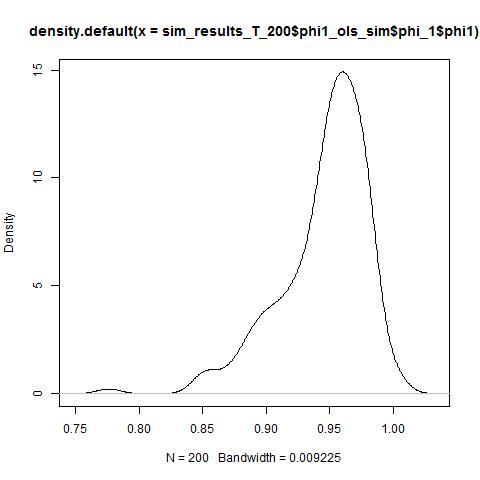 density.default(x = sim_results_T_200$phi1_ols_sim$phi_1$phi1)
Density
15
10
5
0
0.75 0.80 0.85 0.90 0.95 1.00
N = 200 Bandwidth = 0.009225